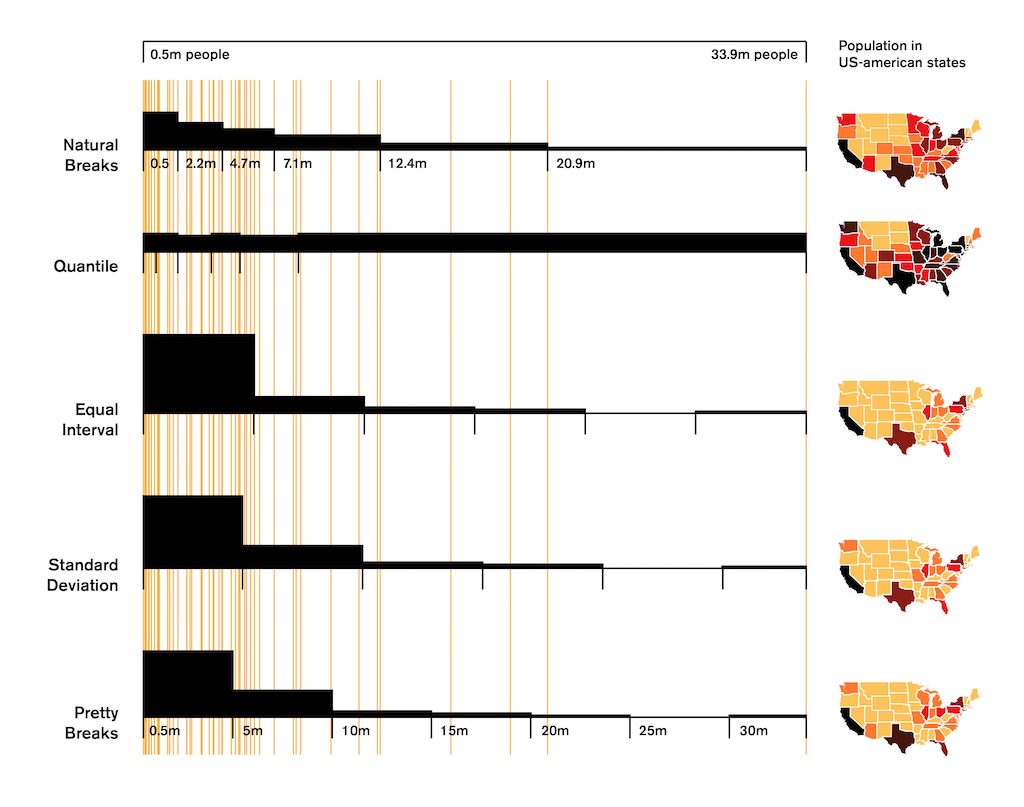 0.5m people
33.9m people
Population in
US-american states
Natural
Breaks
0.5
2.2m
4.7m
7.1m
12.4m
20.9m
Quantile
Equal
Interval
Standard
Deviation
Pretty
Breaks
0.5m
5m
10m
15m
20m
25m
30m